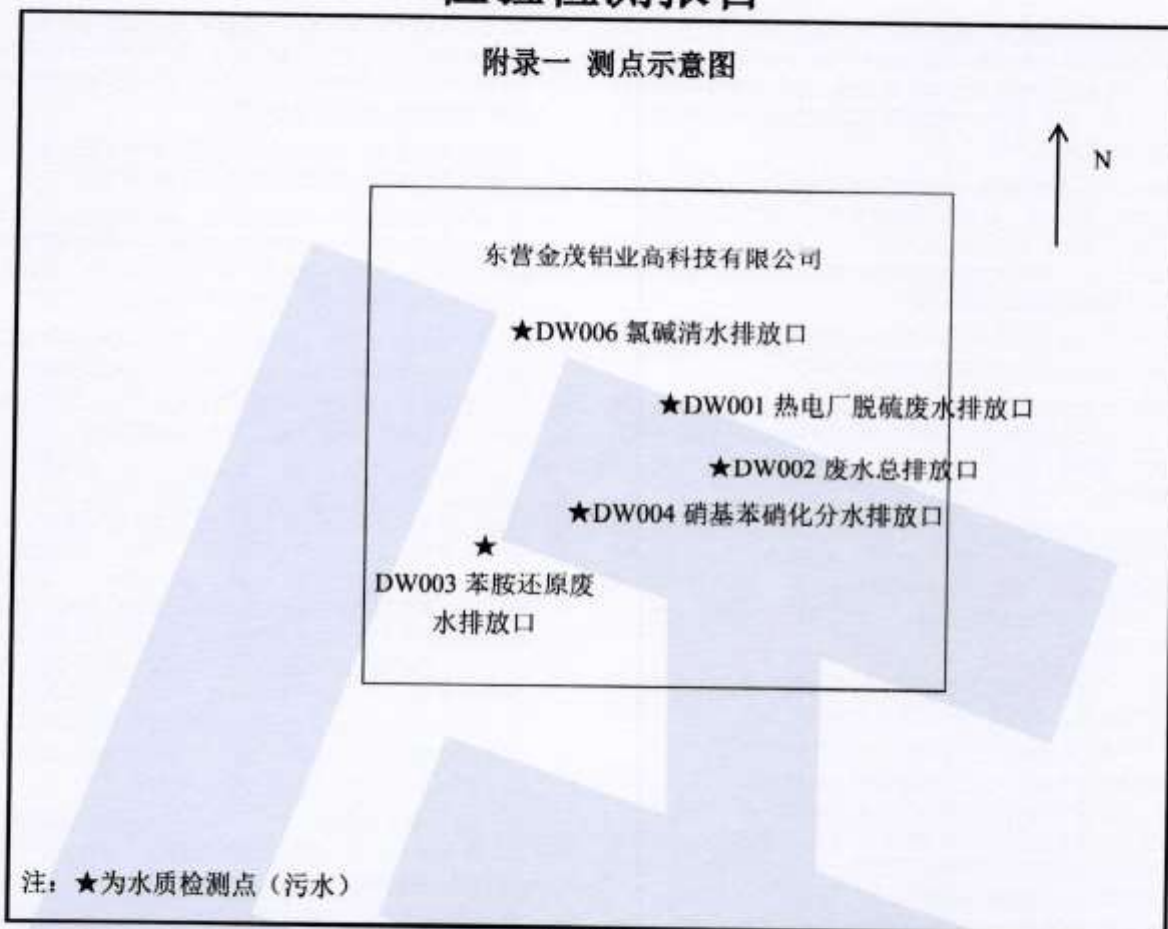 附录一 测点示意图
N
东营金茂铝业高科技有限公司
★DW006 氯碱清水排放口
★DW001 热电厂脱硫废水排放口
★DW002 废水总排放口
★DW004 硝基苯硝化分水排放口
★
DW003 苯胺还原废
水排放口
注：★为水质检测点（污水）